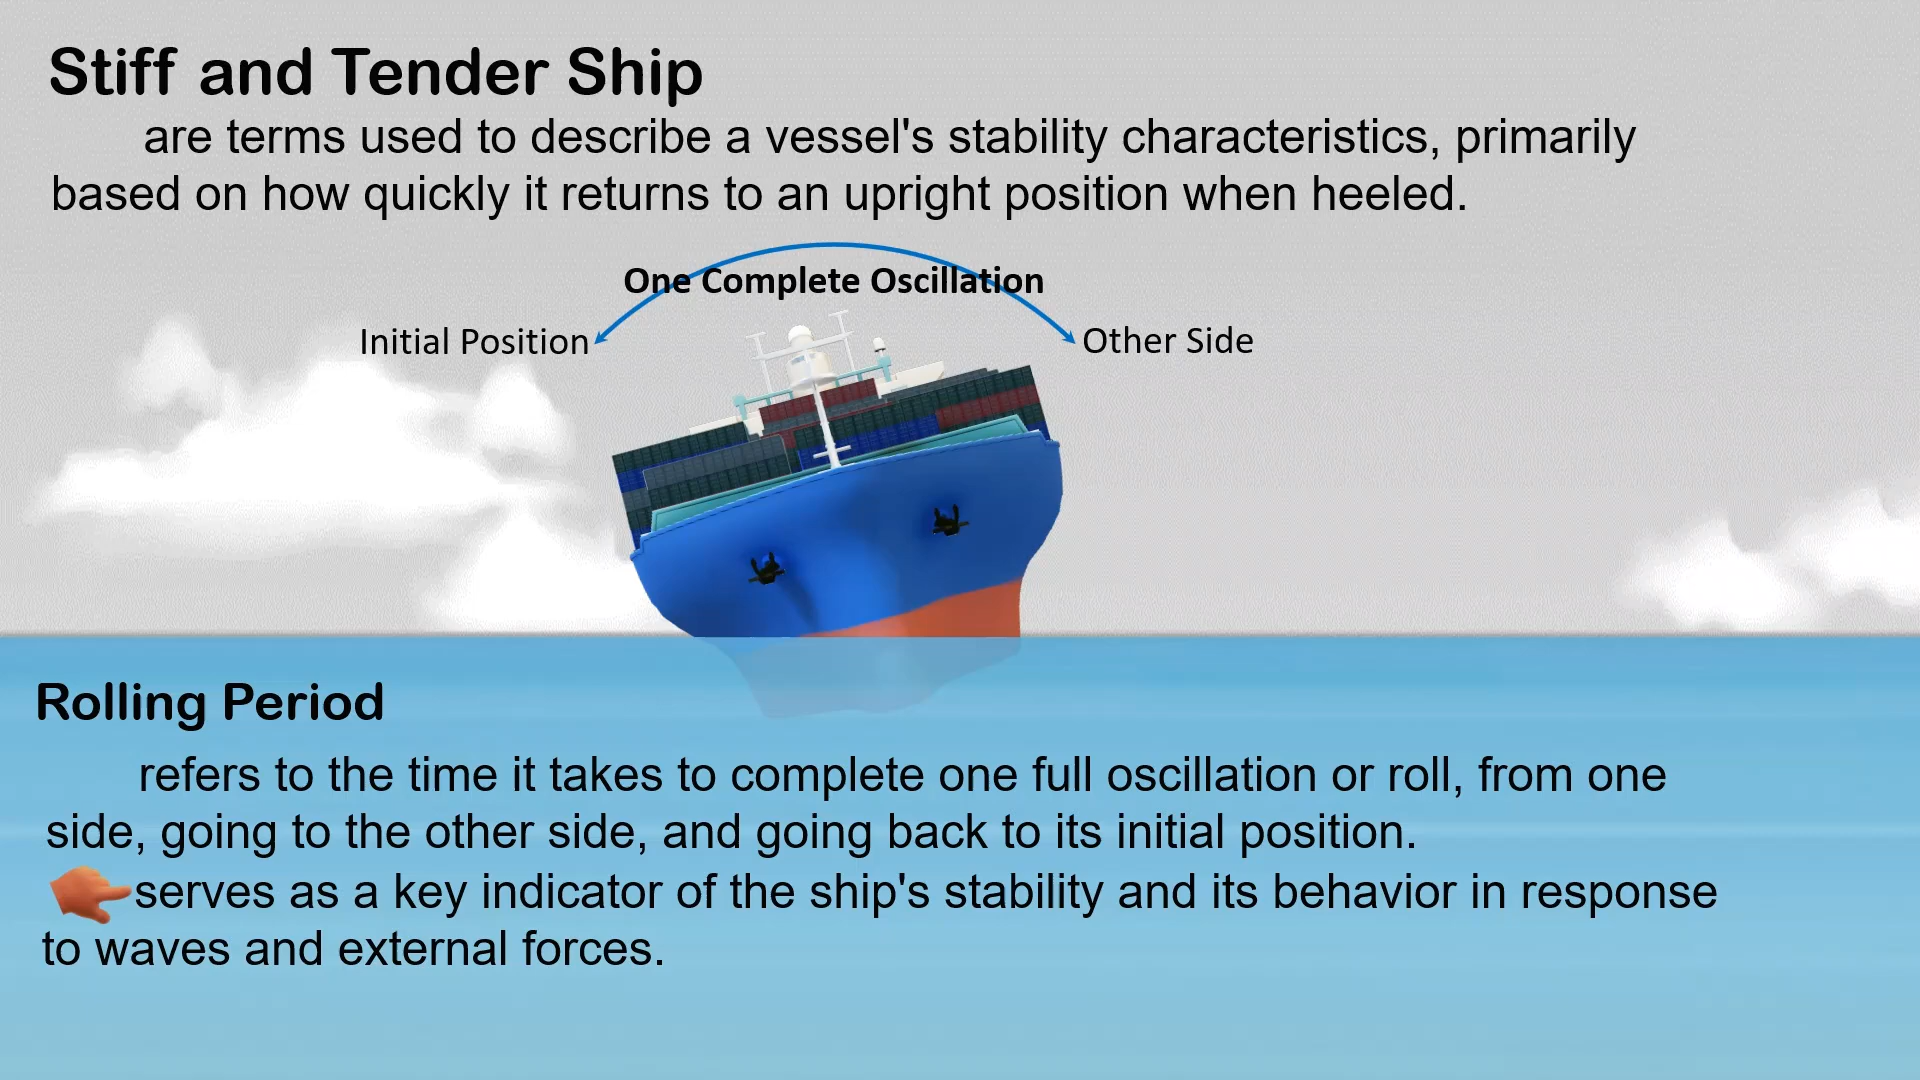 Stiff and Tender Ship
are terms used to describe a vessel's stability characteristics, primarily
based on how quickly it returns to an upright position when heeled.
One Complete Oscillation
Initial Position
Other Side
Rolling Period
refers to the time it takes to complete one full oscillation or roll, from one
side, going to the other side, and going back to its initial position.
serves as a key indicator of the ship's stability and its behavior in response
to waves and external forces.